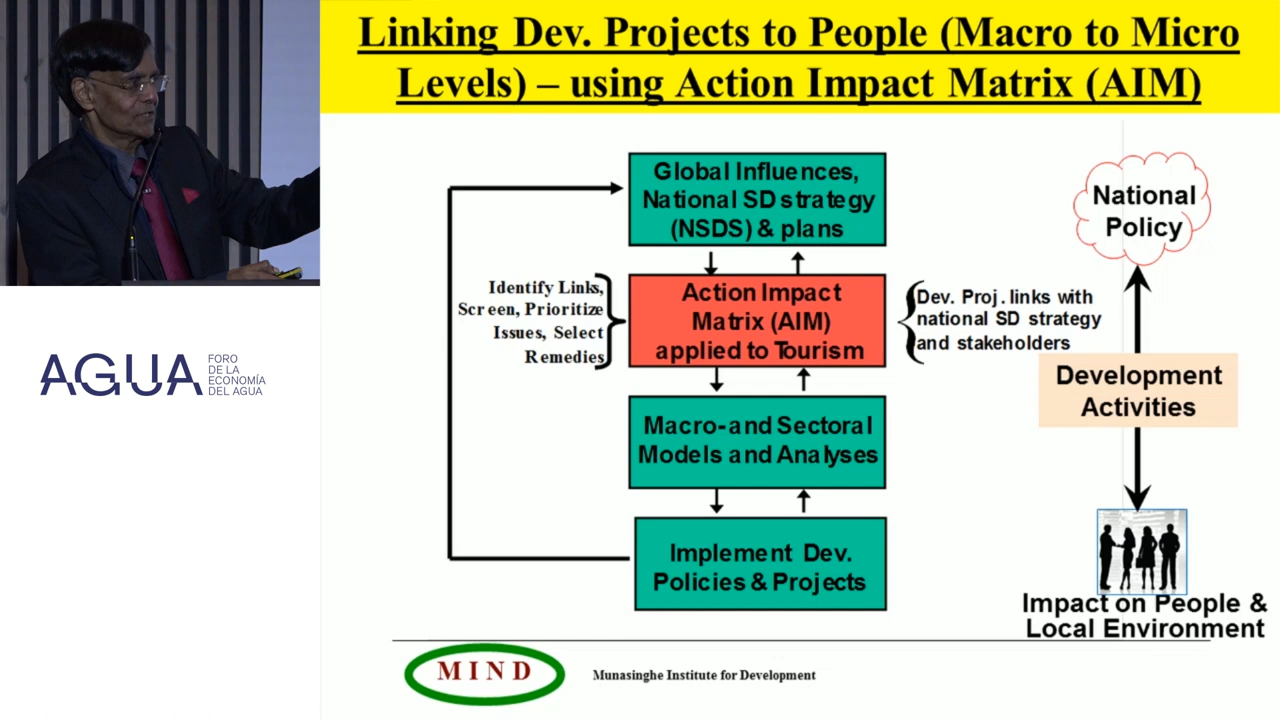 Linking Dev. Projects to People (Macro to Micro
Levels) – using Action Impact Matrix (AIM)
Global Influences,
National SD strategy
(NSDS) & plans
National
Policy
Identify Links,
Screen, Prioritize
Issues, Select
Remedies
Action Impact
Matrix (AIM)
applied to Tourism
Dev. Proj. links with
national SD strategy
and stakeholders
AGUA
FORO
DE LA
ECONOMÍA
DEL AGUA
Development
Activities
Macro- and Sectoral
Models and Analyses
Implement Dev.
Policies & Projects
Impact on People &
Local Environment
MIND
Munasinghe Institute for Development